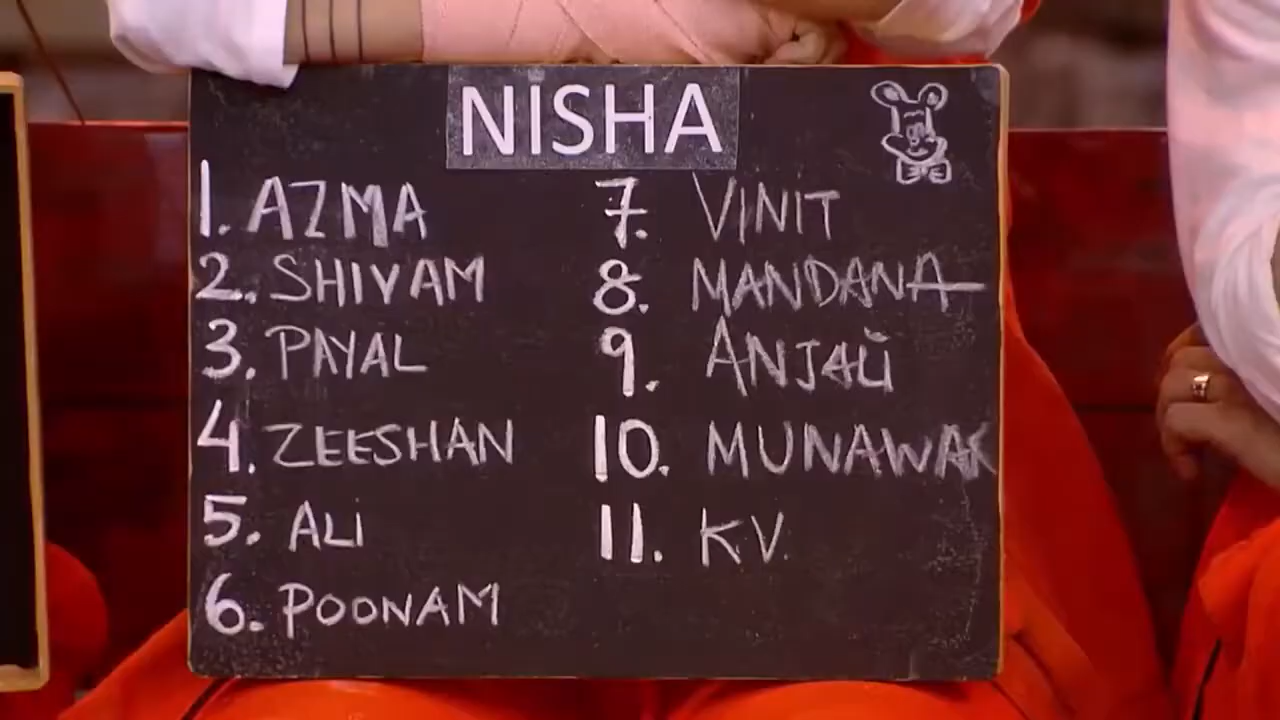 NISHA
1. AZMA
2. SHIVAM
3. PAYAL
4. ZEESHAN
5. ALi
6. POONAM
7. VINIT
8. MANDANA
9. ANJALi
10. MUNAWAR
11. KV